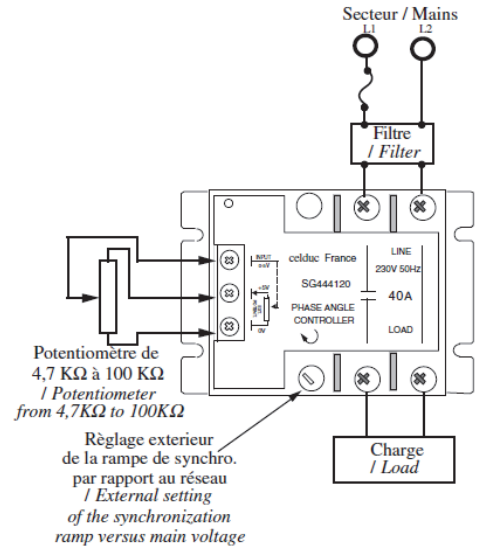 Secteur / Mains
L1 L2
Filtre
/ Filter
INPUT
+5V
0V
celduc France
SG444120
PHASE ANGLE
CONTROLLER
LINE
230V 50Hz
40A
LOAD
Potentiomètre de
4,7 KΩ à 100 KΩ
/ Potentiometer
from 4,7KΩ to 100KΩ
Règlage exterieur
de la rampe de synchro.
par rapport au réseau
/ External setting
of the synchronization
ramp versus main voltage
Charge
/ Load